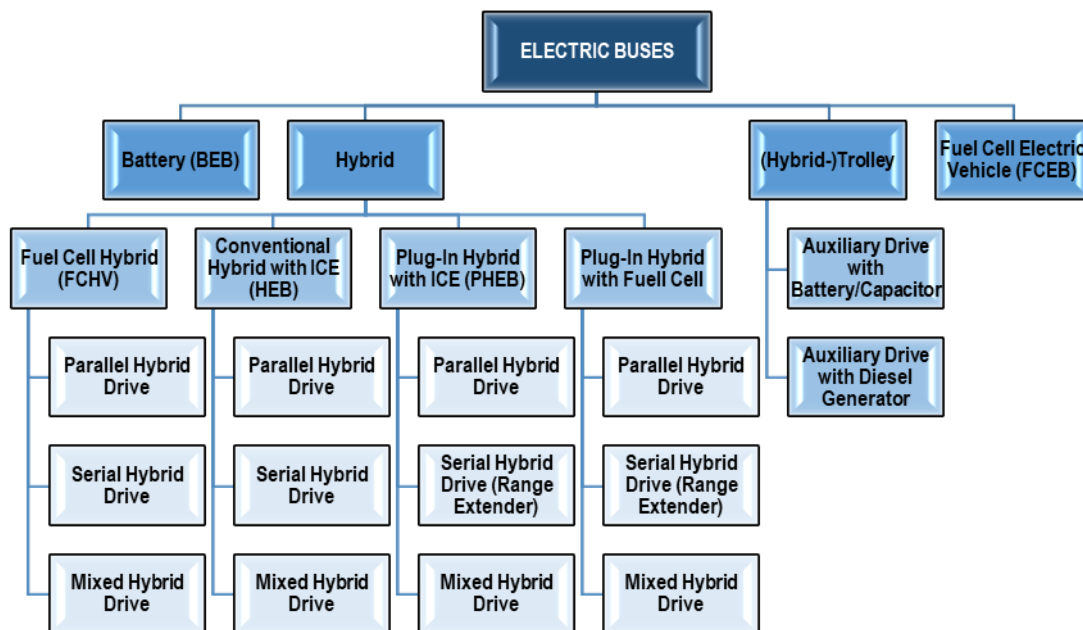 ELECTRIC BUSES
Battery (BEB)
Hybrid
(Hybrid-)Trolley
Fuel Cell Electric
Vehicle (FCEB)
Fuel Cell Hybrid
(FCHV)
Conventional
Hybrid with ICE
(HEB)
Plug-In Hybrid
with ICE (PHEB)
Plug-In Hybrid
with Fuell Cell
Auxiliary Drive
with
Battery/Capacitor
Parallel Hybrid
Drive
Parallel Hybrid
Drive
Parallel Hybrid
Drive
Parallel Hybrid
Drive
Auxiliary Drive
with Diesel
Generator
Serial Hybrid
Drive
Serial Hybrid
Drive
Serial Hybrid
Drive (Range
Extender)
Serial Hybrid
Drive (Range
Extender)
Mixed Hybrid
Drive
Mixed Hybrid
Drive
Mixed Hybrid
Drive
Mixed Hybrid
Drive